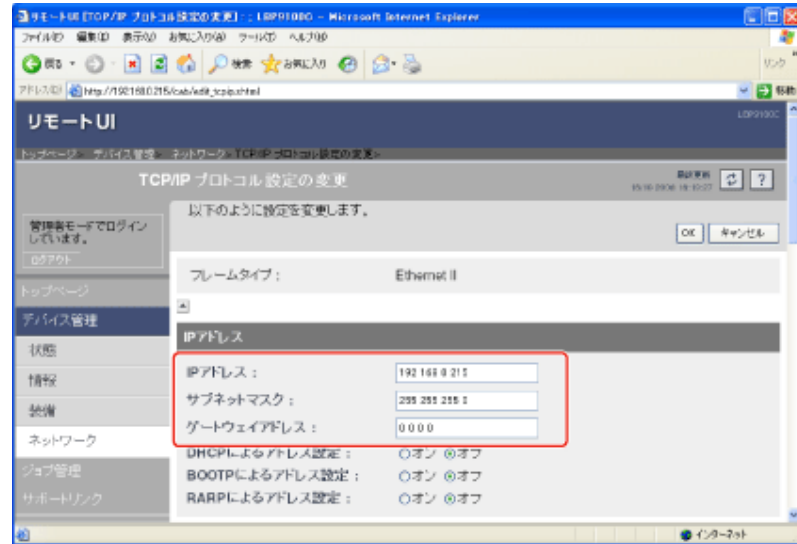 リモートUI [TCP/IP プロトコル設定の変更] : : LBP9100C - Microsoft Internet Explorer
ファイル(F) 編集(E) 表示(V) お気に入り(A) ツール(T) ヘルプ(H)
戻る 検索 お気に入り リンク
アドレス(D) http://192.168.0.215/cab/edit_tcpip.shtml 移動
リモートUI
LBP9100C
トップページ> デバイス管理> ネットワーク> TCP/IP プロトコル設定の変更>
TCP/IP プロトコル 設定の変更
最終更新
?
管理者モードでログインしています。
ログアウト
以下のように設定を変更します。
OK キャンセル
トップページ
デバイス管理
状態
情報
装備
ネットワーク
ジョブ管理
サポートリンク
フレームタイプ : Ethernet II
IPアドレス
IPアドレス : 192.168.0.215
サブネットマスク : 255.255.255.0
ゲートウェイアドレス : 0.0.0.0
DHCPによるアドレス設定 : オン オフ
BOOTPによるアドレス設定 : オン オフ
RARPによるアドレス設定 : オン オフ
インターネット